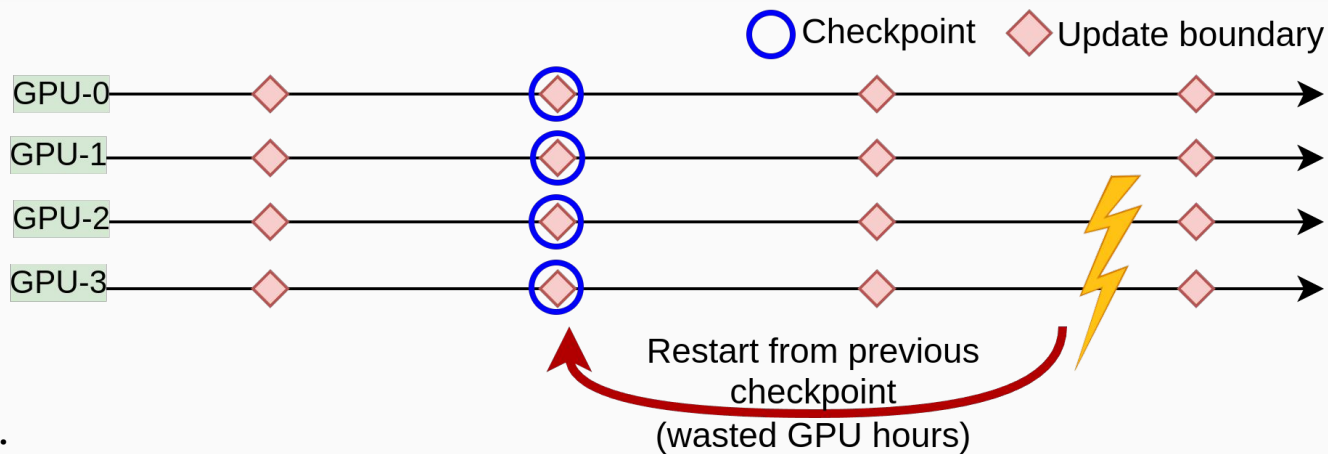 Checkpoint
Update boundary
GPU-0
GPU-1
GPU-2
GPU-3
Restart from previous
checkpoint
(wasted GPU hours)
.